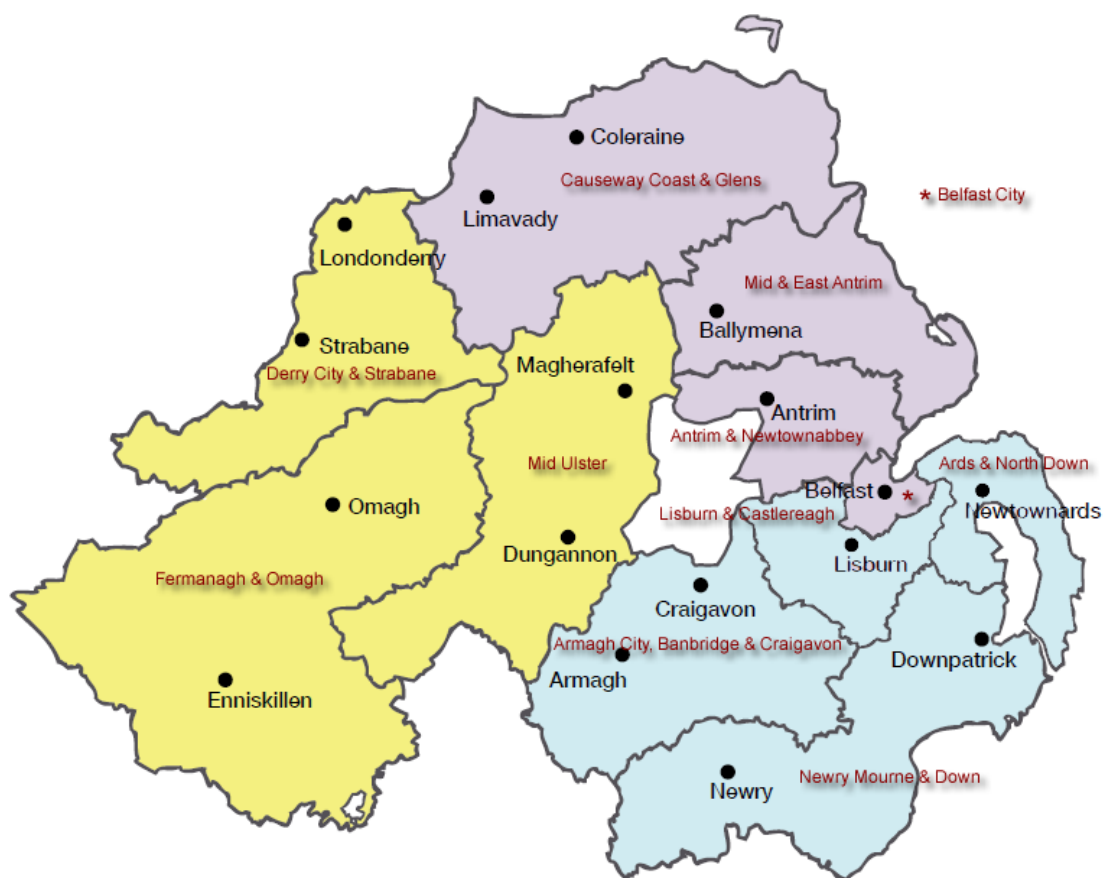 Coleraine
Causeway Coast & Glens
* Belfast City
Limavady
Londonderry
Mid & East Antrim
Ballymena
Strabane
Magherafelt
Derry City & Strabane
Antrim
Antrim & Newtownabbey
Mid Ulster
Ards & North Down
Belfast *
Omagh
Newtownards
Lisburn & Castlereagh
Dungannon
Lisburn
Fermanagh & Omagh
Craigavon
Armagh City, Banbridge & Craigavon
Downpatrick
Armagh
Enniskillen
Newry Mourne & Down
Newry